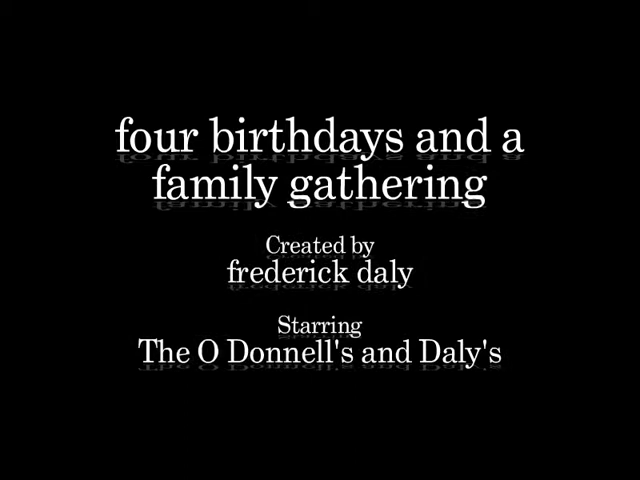 four birthdays and a
family gathering
Created by
frederick daly
Starring
The O Donnell's and Daly's